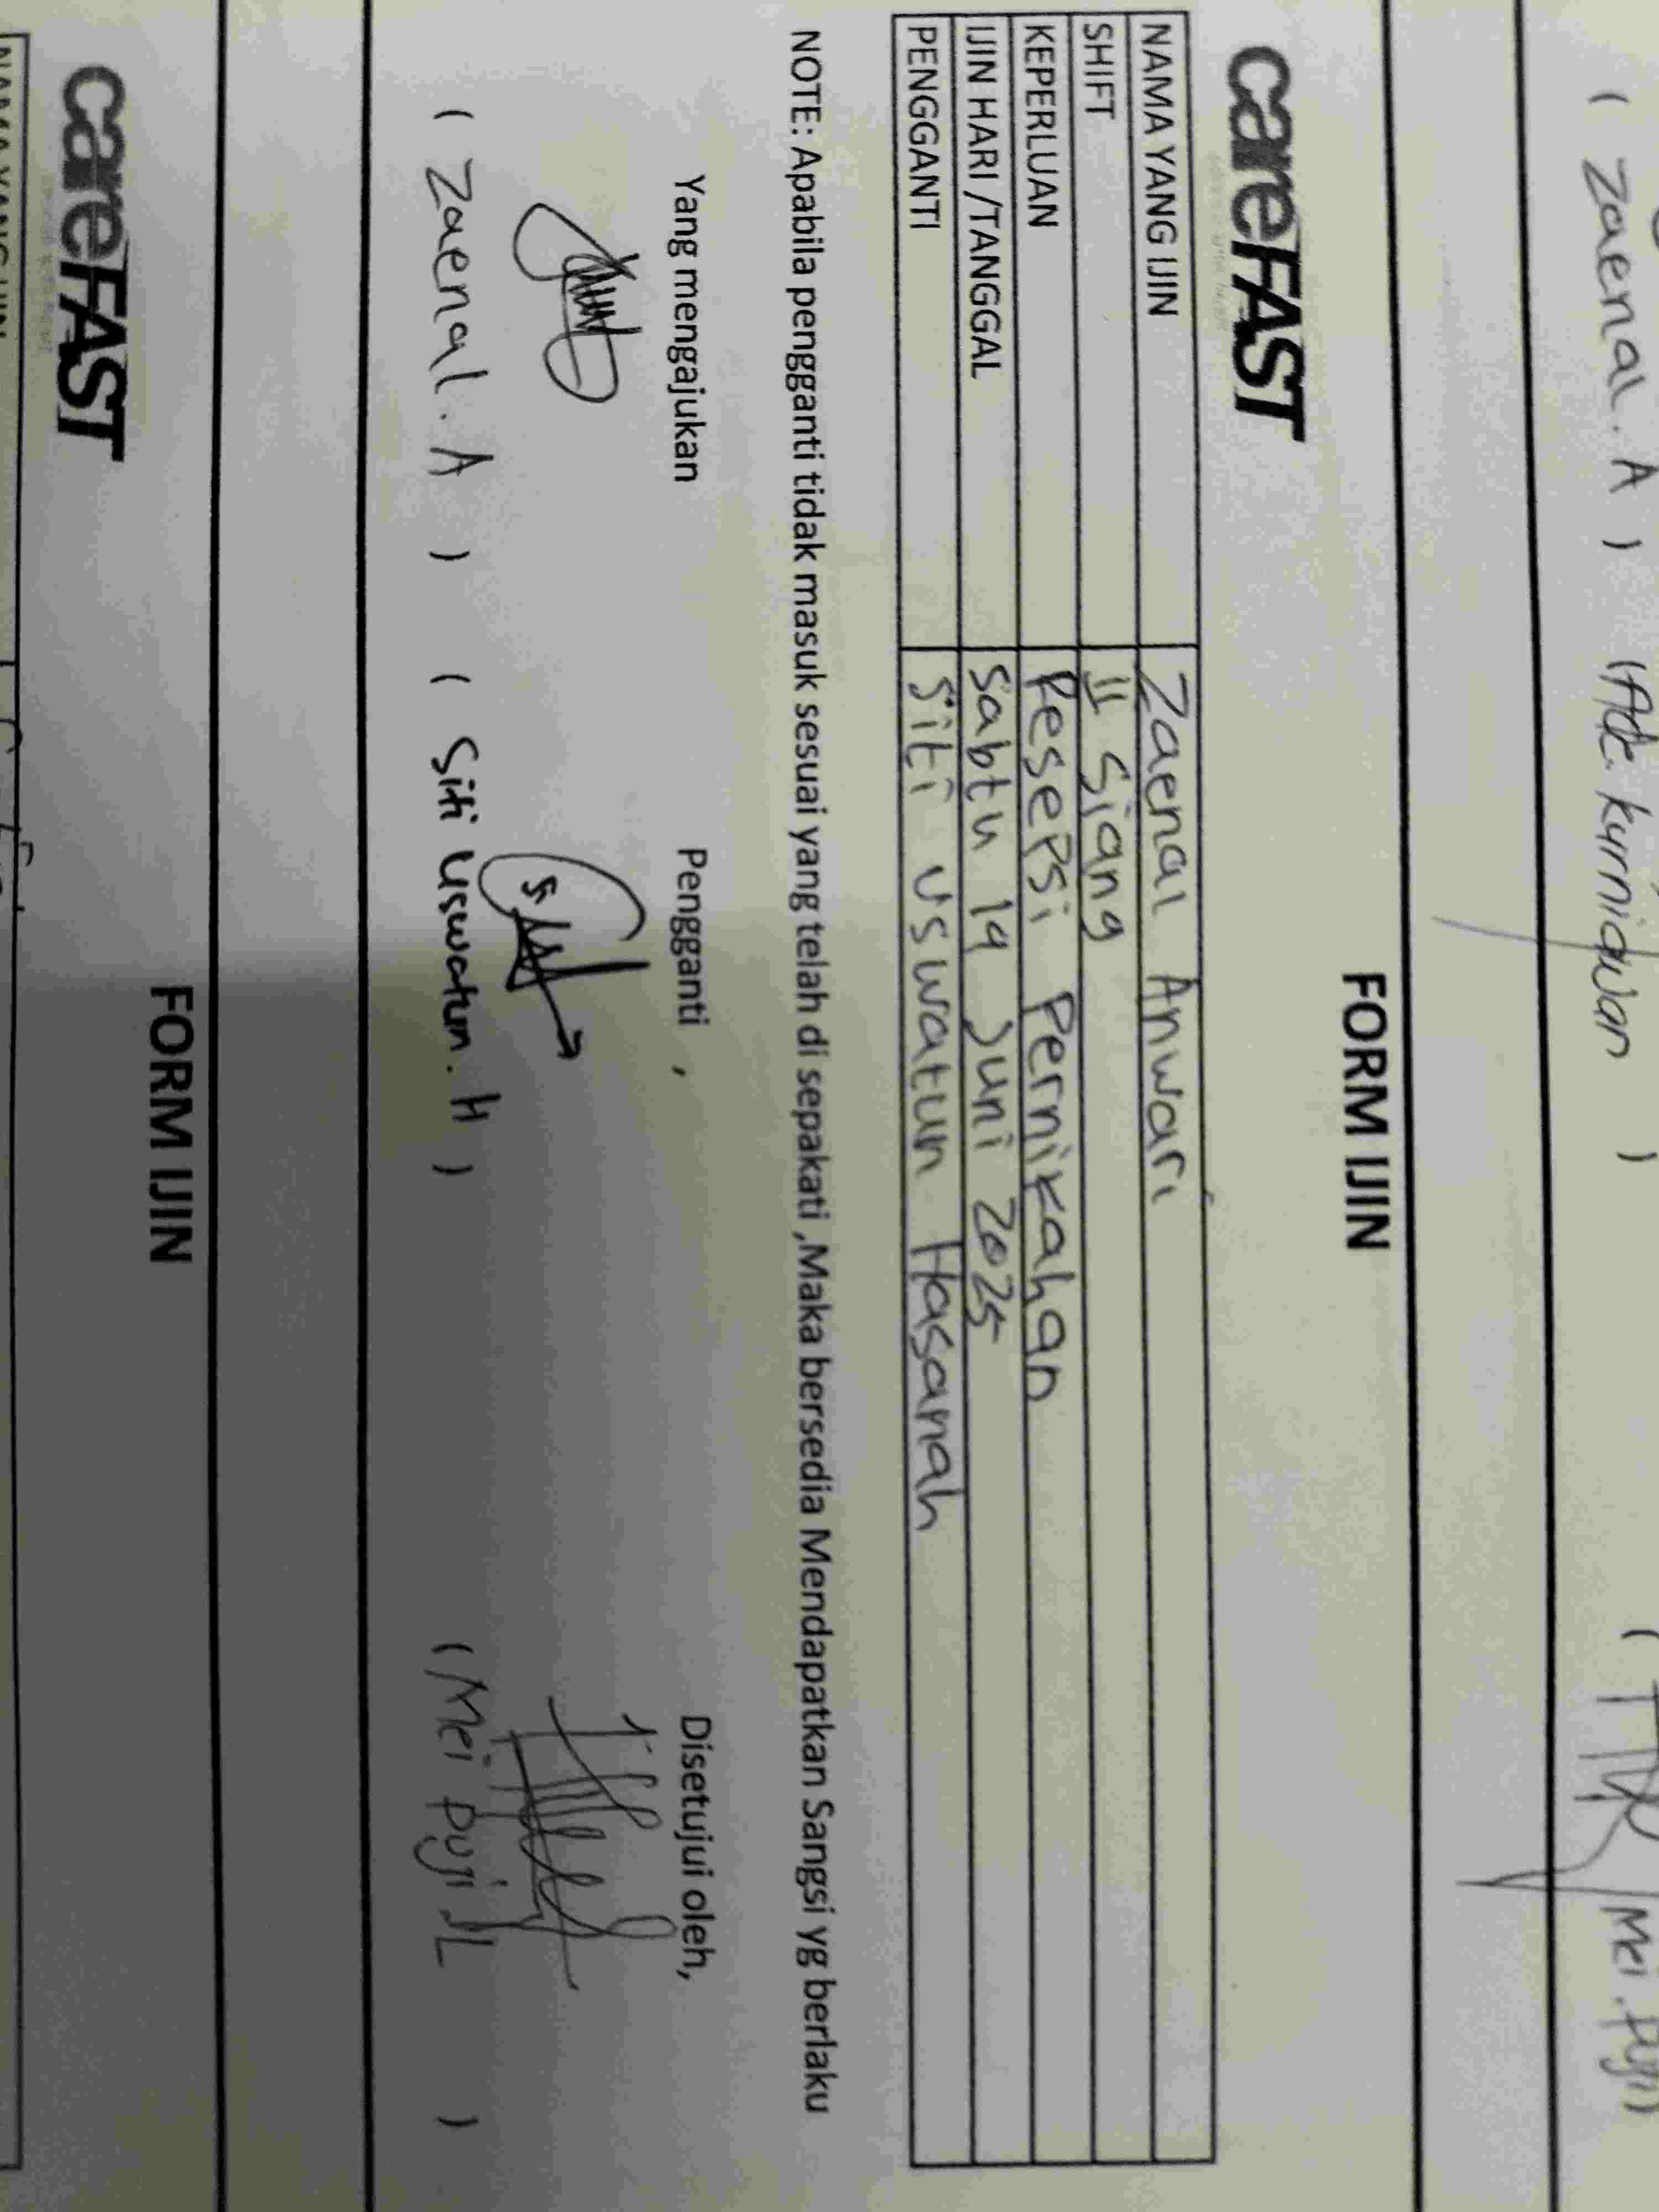 ( Zaenal. A ) (Ade. kurniawan ) ( Mei. Puji)
FORM IJIN
careFAST
NAMA YANG IJIN Zaenal Anwari
SHIFT II Siang
KEPERLUAN Resepsi Pernikahan
IJIN HARI /TANGGAL Sabtu 14 Juni 2025
PENGGANTI Siti Uswatun Hasanah
NOTE: Apabila pengganti tidak masuk sesuai yang telah di sepakati ,Maka bersedia Mendapatkan Sangsi yg berlaku
Yang mengajukan Pengganti , Disetujui oleh,
( Zaenal. A ) ( Siti Uswatun. H ) ( Mei Puji .L )
FORM IJIN
careFAST
NAMA YANG IJIN